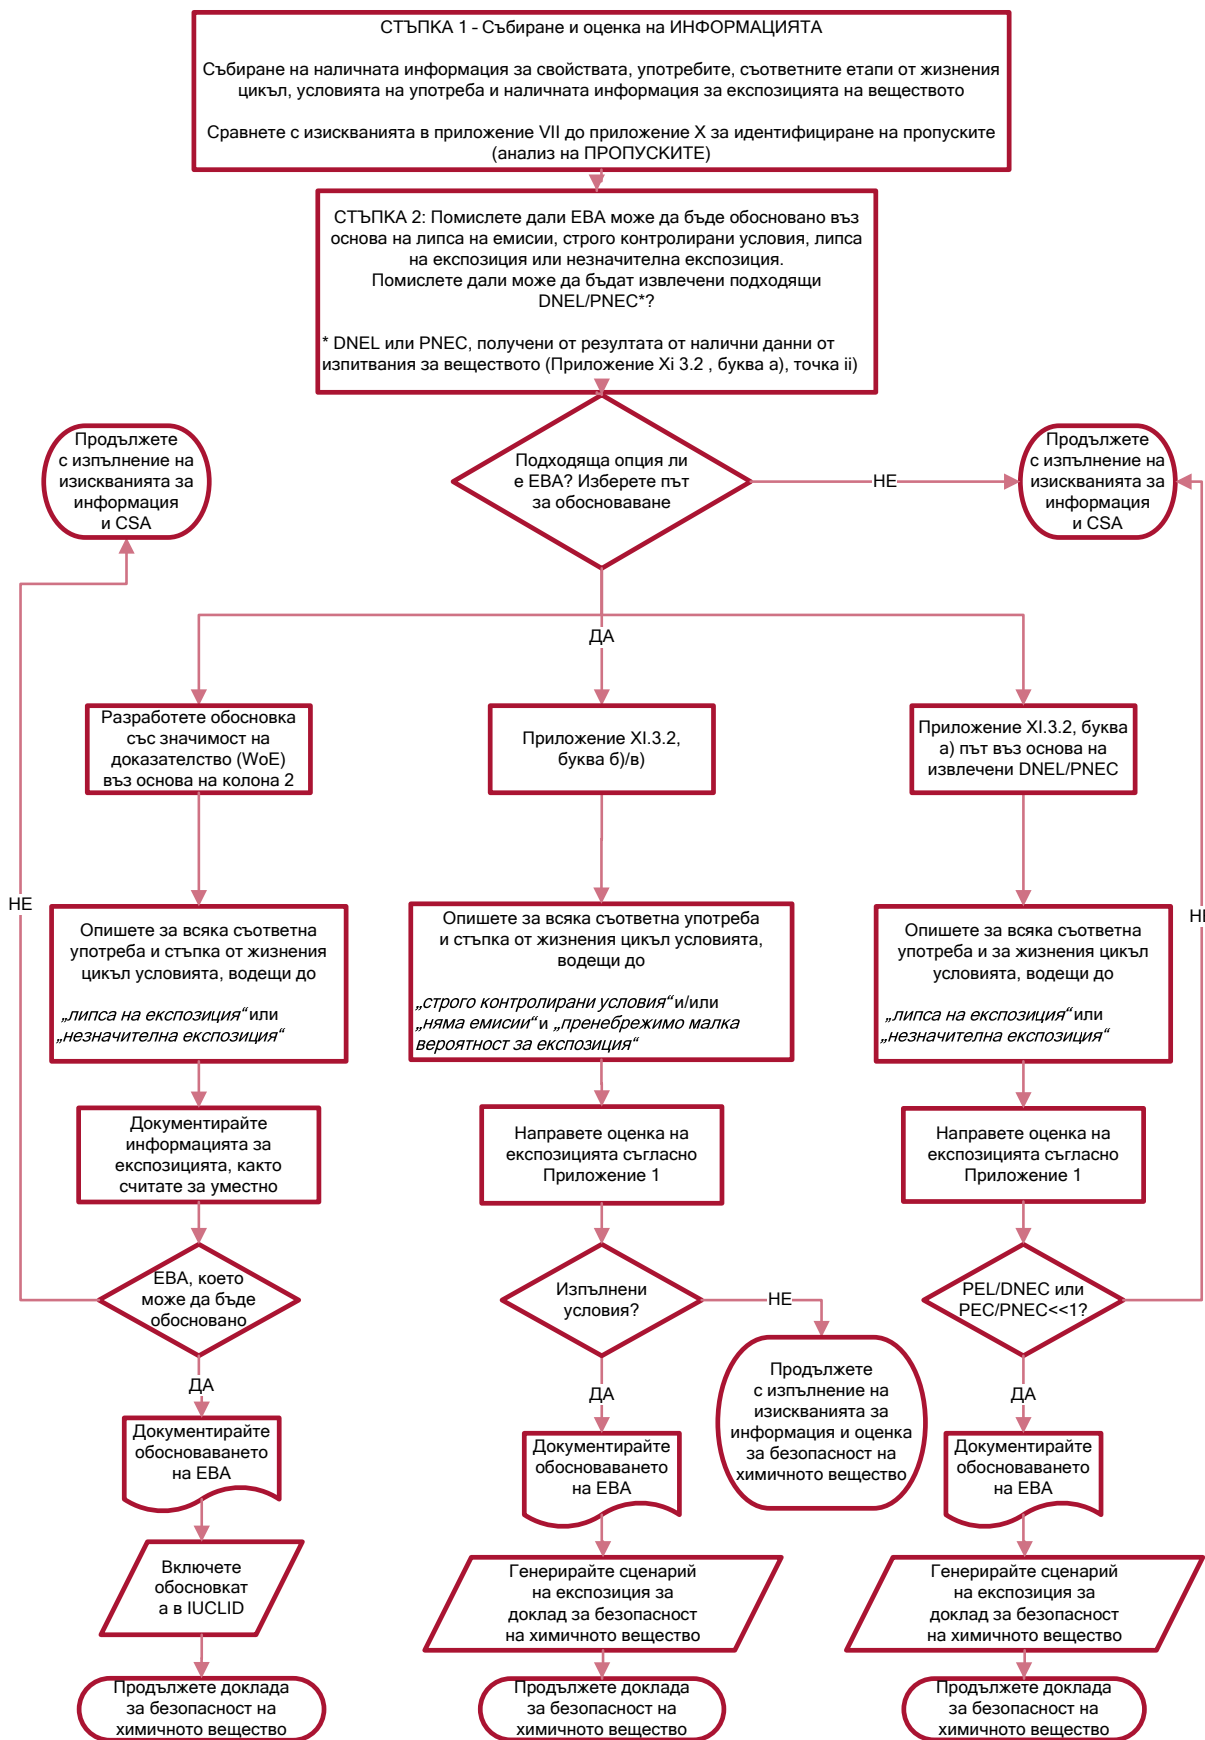 СТЪПКА 1 - Събиране и оценка на ИНФОРМАЦИЯТА
Събиране на наличната информация за свойствата, употребите, съответните етапи от жизнения
цикъл, условията на употреба и наличната информация за експозицията на веществото
Сравнете с изискванията в приложение VII до приложение X за идентифициране на пропуските
(анализ на ПРОПУСКИТЕ)
СТЪПКА 2: Помислете дали EBA може да бъде обосновано въз
основа на липса на емисии, строго контролирани условия, липса
на експозиция или незначителна експозиция.
Помислете дали може да бъдат извлечени подходящи
DNEL/PNEC*?
* DNEL или PNEC, получени от резултата от налични данни от
изпитвания за веществото (Приложение Xi 3.2 , буква а), точка ii)
Продължете
с изпълнение на
изискванията за
информация
и CSA
Подходяща опция ли
е EBA? Изберете път
за обосноваване
НЕ
Продължете
с изпълнение на
изискванията за
информация
и CSA
ДА
Разработете обосновка
със значимост на
доказателство (WoE)
въз основа на колона 2
Приложение XI.3.2,
буква б)/в)
Приложение XI.3.2, буква
а) път въз основа на
извлечени DNEL/PNEC
НЕ
Опишете за всяка съответна
употреба и стъпка от жизнения
цикъл условията, водещи до
„липса на експозиция“ или
„незначителна експозиция“
Опишете за всяка съответна употреба
и стъпка от жизнения цикъл условията,
водещи до
„строго контролирани условия“ и/или
„няма емисии“ и „пренебрежимо малка
вероятност за експозиция“
Опишете за всяка съответна
употреба и за жизнения цикъл
условията, водещи до
„липса на експозиция“ или
„незначителна експозиция“
Документирайте
информацията за
експозицията, както
считате за уместно
Направете оценка на
експозицията съгласно
Приложение 1
Направете оценка на
експозицията съгласно
Приложение 1
EBA, което
може да бъде
обосновано
Изпълнени
условия?
НЕ
PEL/DNEC или
PEC/PNEC<<1?
Продължете
с изпълнение на
изискванията за
информация и оценка
за безопасност на
химичното вещество
ДА
ДА
ДА
Документирайте
обосноваването
на EBA
Документирайте
обосноваването
на EBA
Документирайте
обосноваването
на EBA
Включете
обосновкат
а в IUCLID
Генерирайте сценарий
на експозиция за
доклад за безопасност
на химичното вещество
Генерирайте сценарий
на експозиция за
доклад за безопасност
на химичното вещество
Продължете доклада
за безопасност на
химичното вещество
Продължете доклада
за безопасност на
химичното вещество
Продължете доклада
за безопасност на
химичното вещество